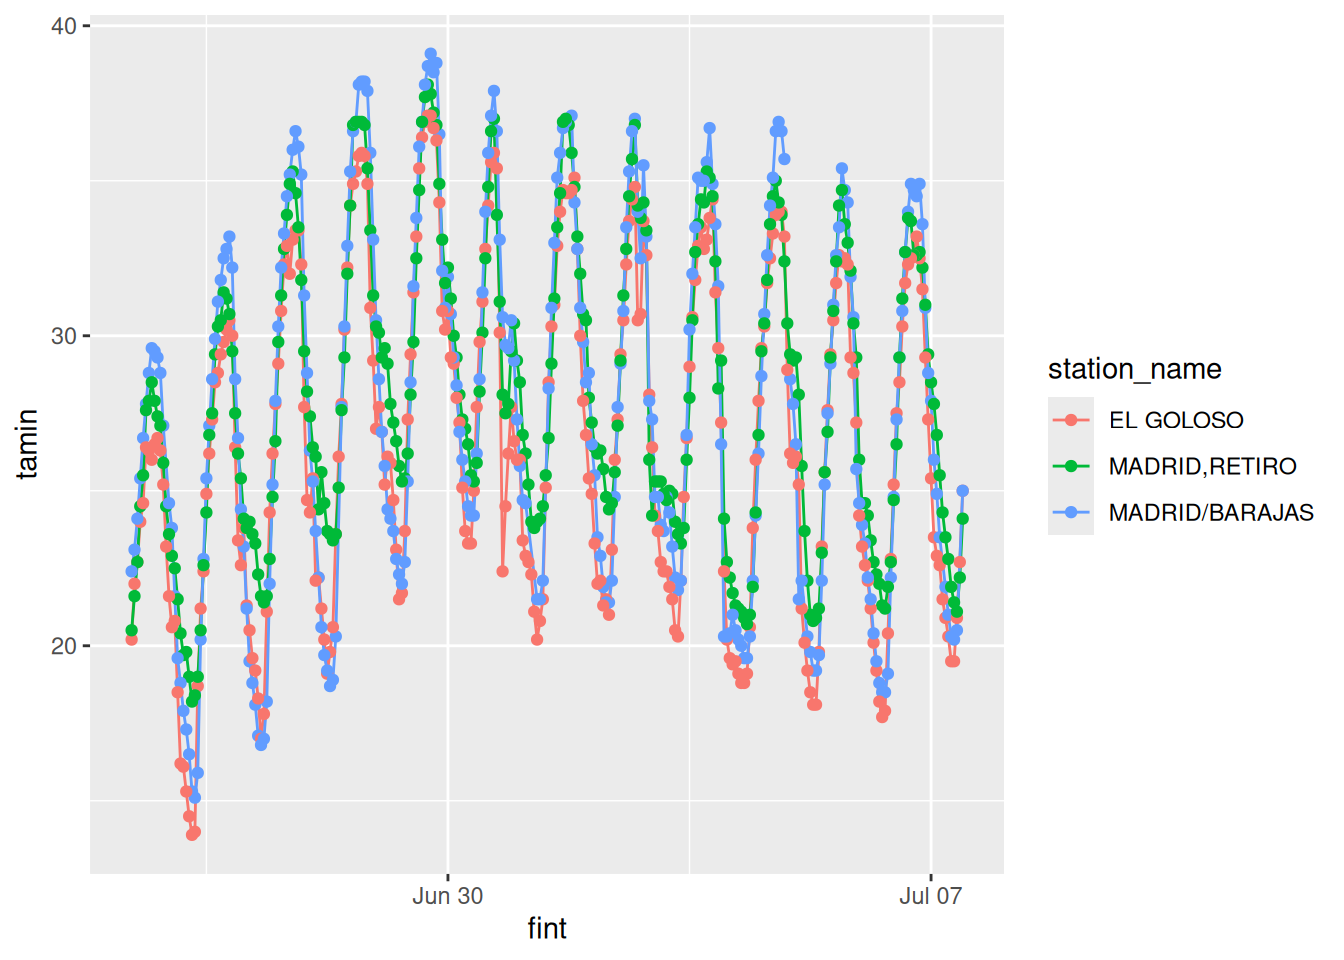 40
30
20
tamin
Jun 30
Jul 07
fint
station_name
EL GOLOSO
MADRID,RETIRO
MADRID/BARAJAS